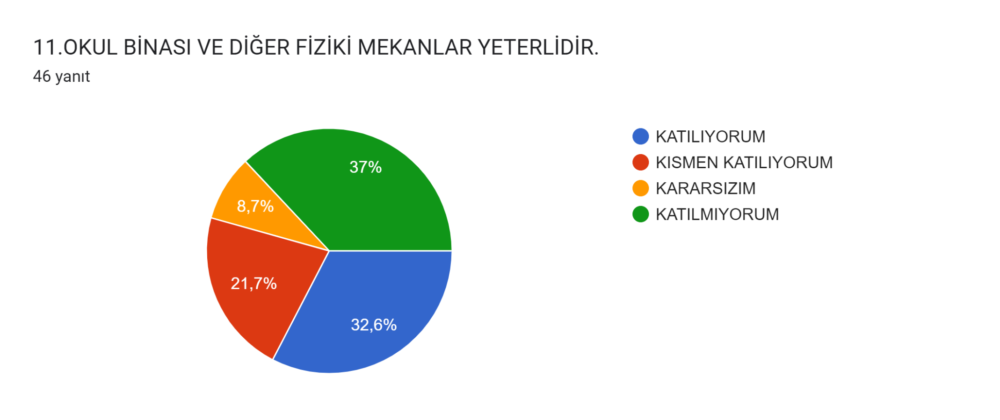 11.OKUL BİNASI VE DİĞER FİZİKİ MEKANLAR YETERLİDİR.
46 yanıt
37%
8,7%
21,7%
32,6%
KATILIYORUM
KISMEN KATILIYORUM
KARARSIZIM
KATILMIYORUM